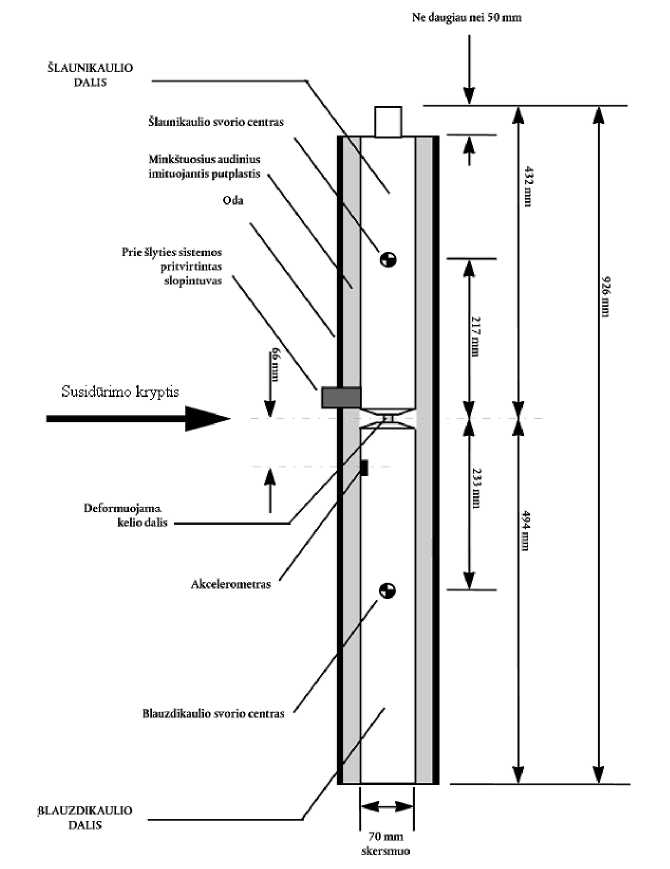 Ne daugiau nei 50 mm
ŠLAUNIKAULIO
DALIS
Šlaunikaulio svorio centras
Minkštuosius audinius
imituojantis putplastis
Oda
Prie šlyties sistemos
pritvirtintas
slopintuvas
432 mm
926 mm
217 mm
66 mm
Susidūrimo kryptis
233 mm
494 mm
Deformuojama
kelio dalis
Akcelerometras
Blauzdikaulio svorio centras
BLAUZDIKAULIO
DALIS
70 mm
skersmuo